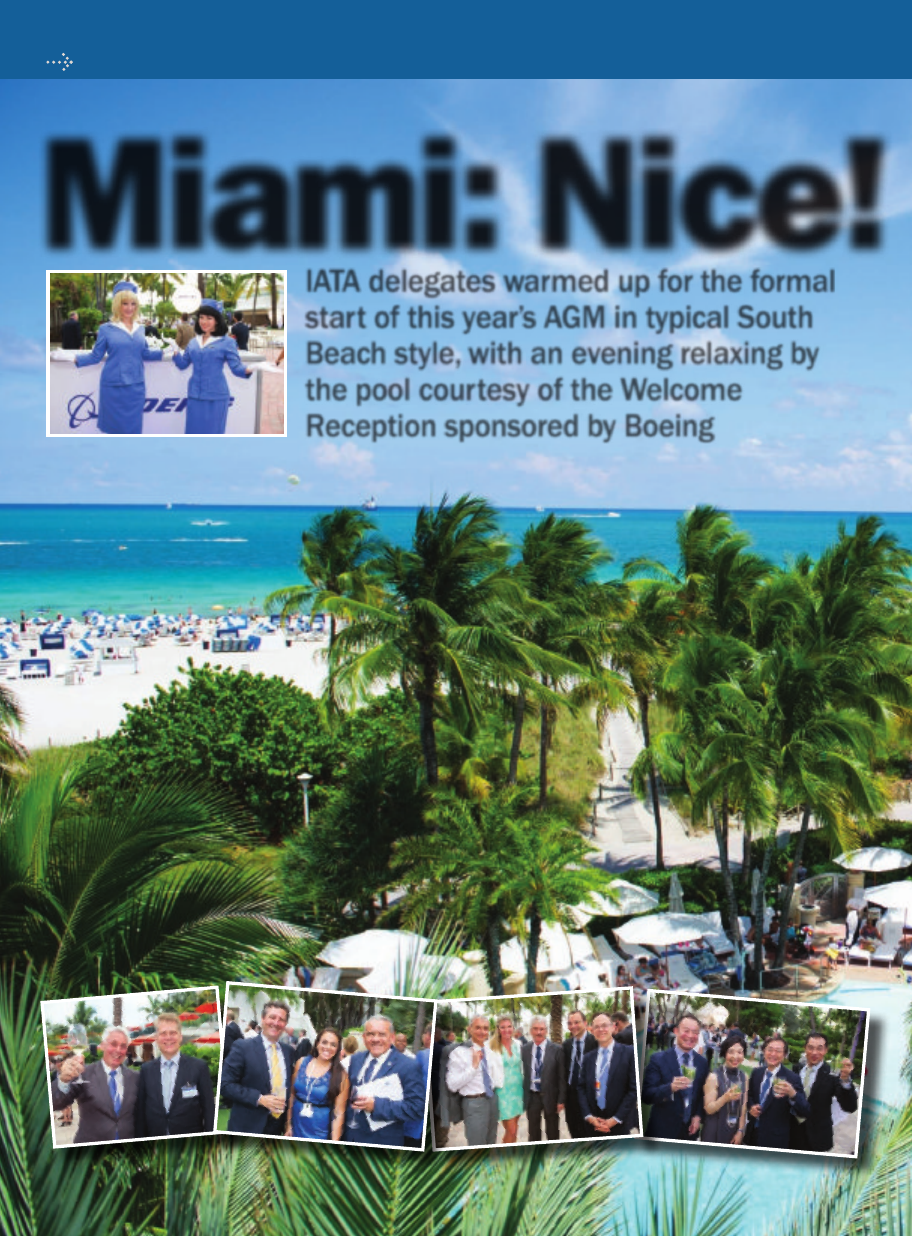 Miami: Nice!
IATA delegates warmed up for the formal
start of this year's AGM in typical South
Beach style, with an evening relaxing by
the pool courtesy of the Welcome
Reception sponsored by Boeing